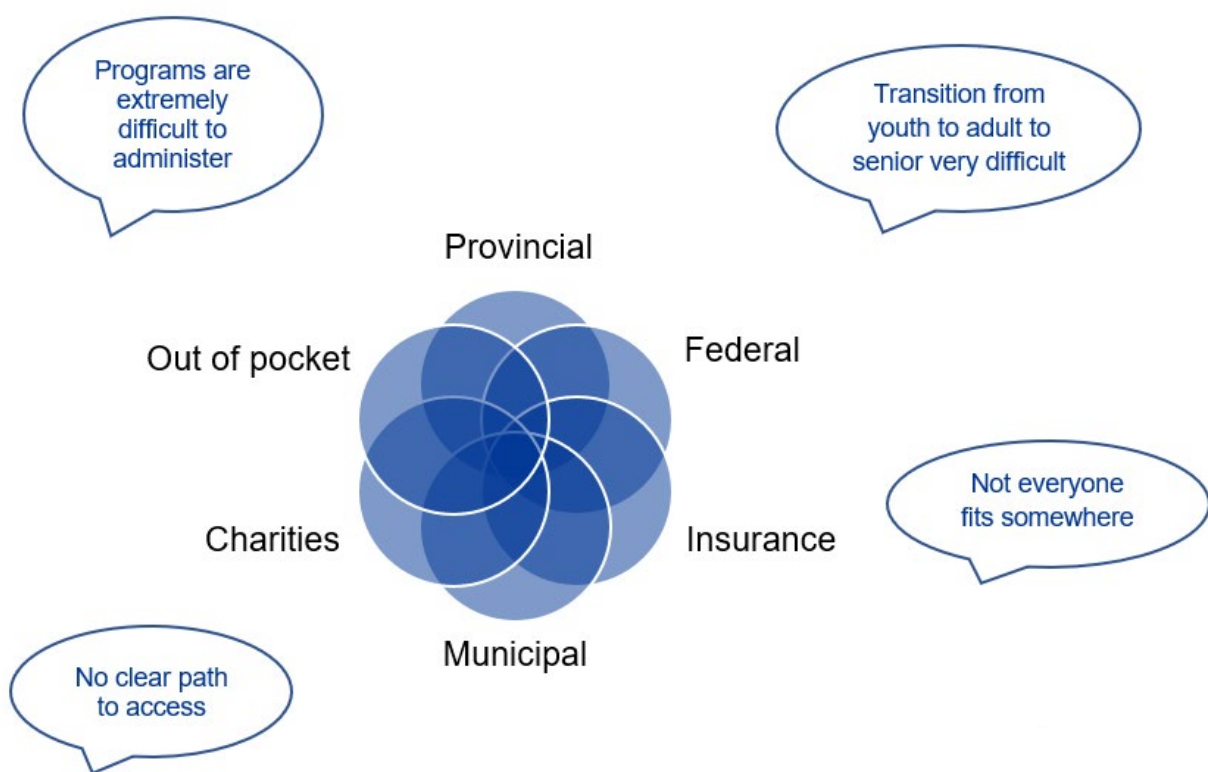 Programs are
extremely
difficult to
administer
Transition from
youth to adult to
senior very difficult
Provincial
Out of pocket
Federal
Not everyone
fits somewhere
Charities
Insurance
Municipal
No clear path
to access